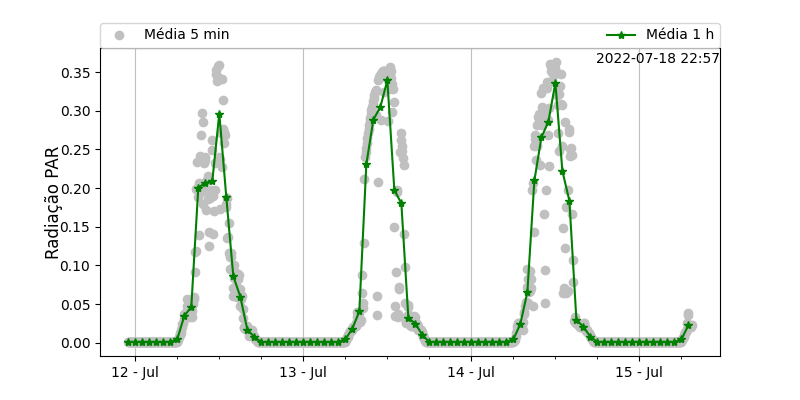 Média 5 min
Média 1 h
2022-07-18 22:57
Radiação PAR
0.35
0.30
0.25
0.20
0.15
0.10
0.05
0.00
12 - Jul
13 - Jul
14 - Jul
15 - Jul